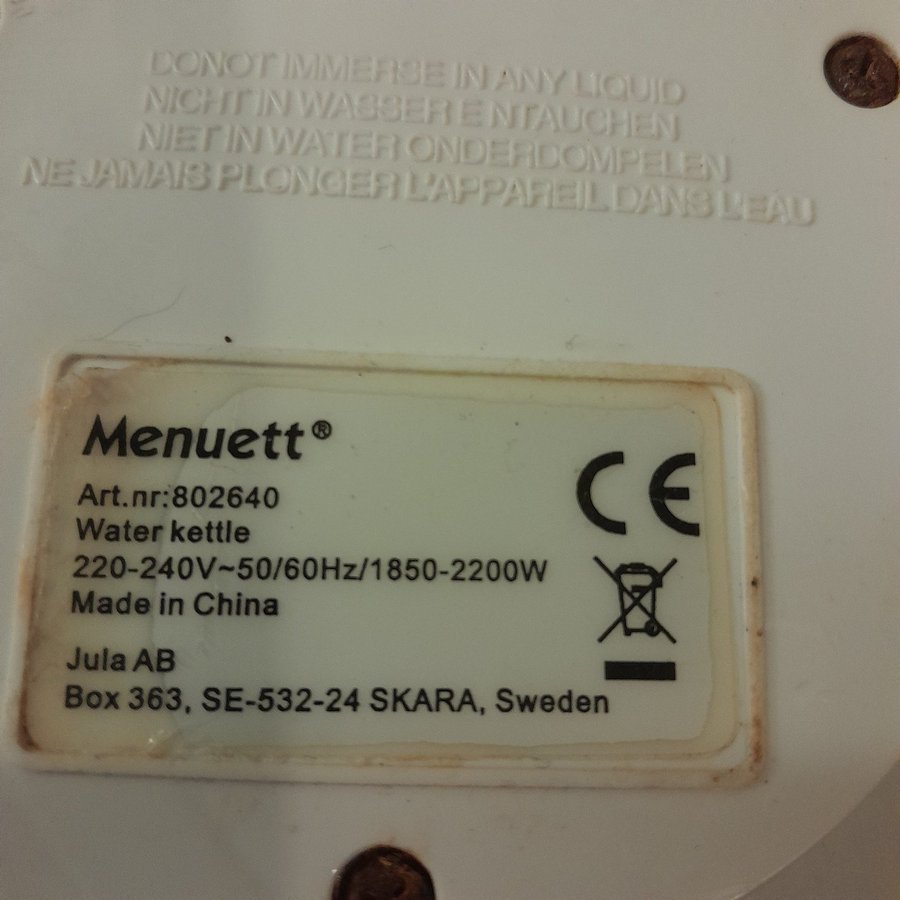 DO NOT IMMERSE IN ANY LIQUID
NICHT IN WASSER E NTAUCHEN
NIET IN WATER ONDERDOMPELEN
NE JAMAIS PLONGER L'APPAREIL DANS L'EAU
Menuett®
Art.nr:802640
Water kettle
220-240V~50/60Hz/1850-2200W
Made in China
Jula AB
Box 363, SE-532-24 SKARA, Sweden
CE